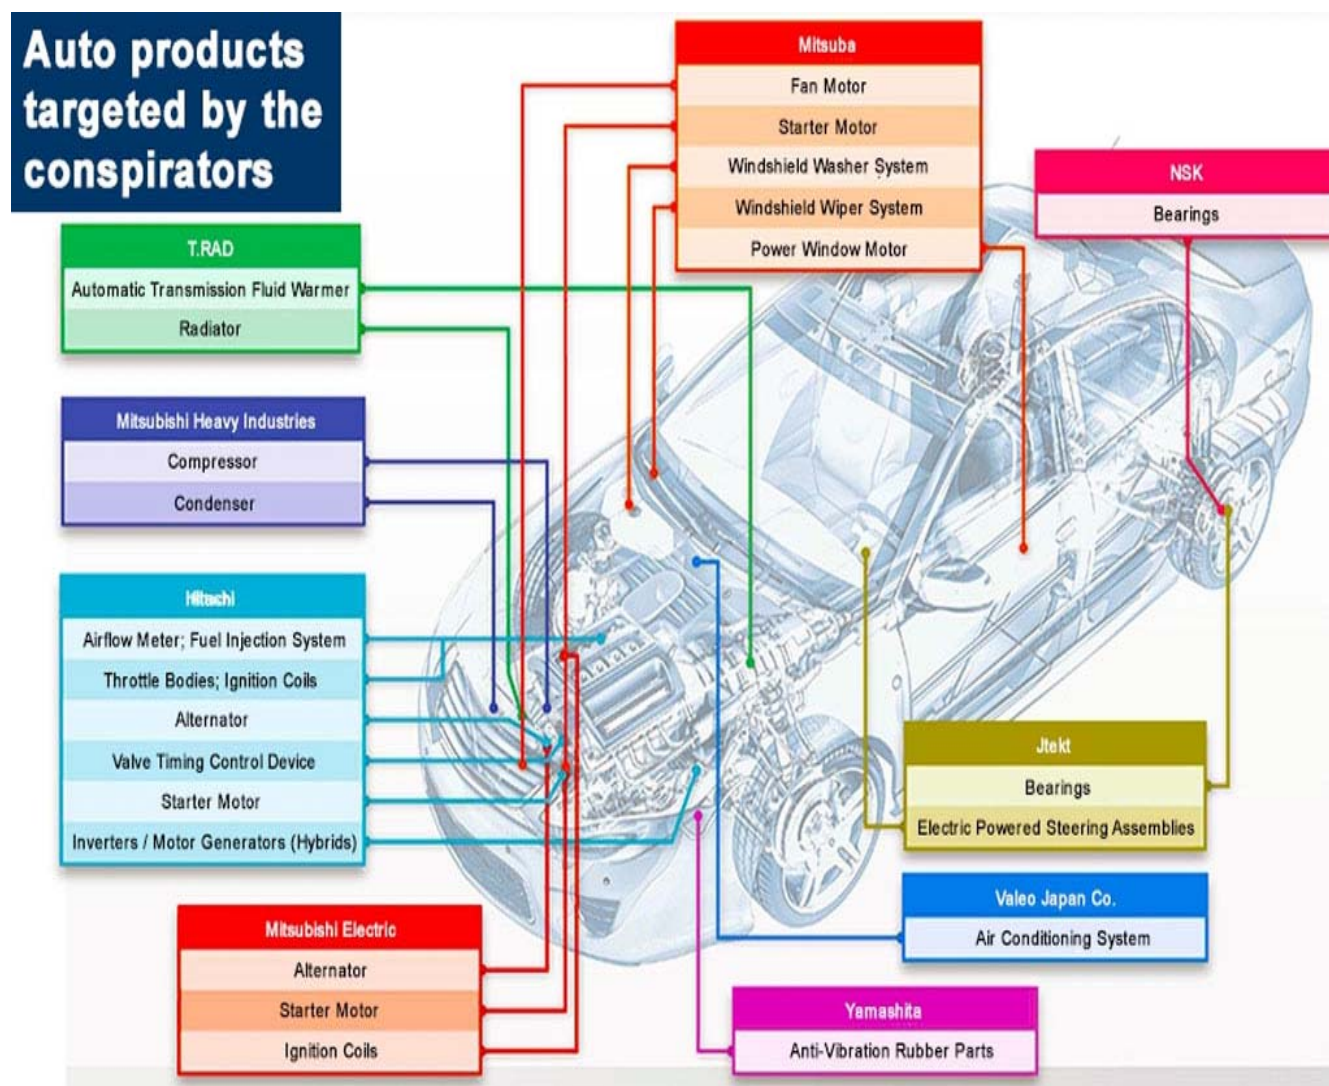 Auto products
targeted by the
conspirators
Mitsuba
Fan Motor
Starter Motor
Windshield Washer System
Windshield Wiper System
Power Window Motor
NSK
Bearings
T.RAD
Automatic Transmission Fluid Warmer
Radiator
Mitsubishi Heavy Industries
Compressor
Condenser
Hitachi
Airflow Meter; Fuel Injection System
Throttle Bodies; Ignition Coils
Alternator
Valve Timing Control Device
Starter Motor
Inverters / Motor Generators (Hybrids)
Jtekt
Bearings
Electric Powered Steering Assemblies
Valeo Japan Co.
Air Conditioning System
Mitsubishi Electric
Alternator
Starter Motor
Ignition Coils
Yamashita
Anti-Vibration Rubber Parts